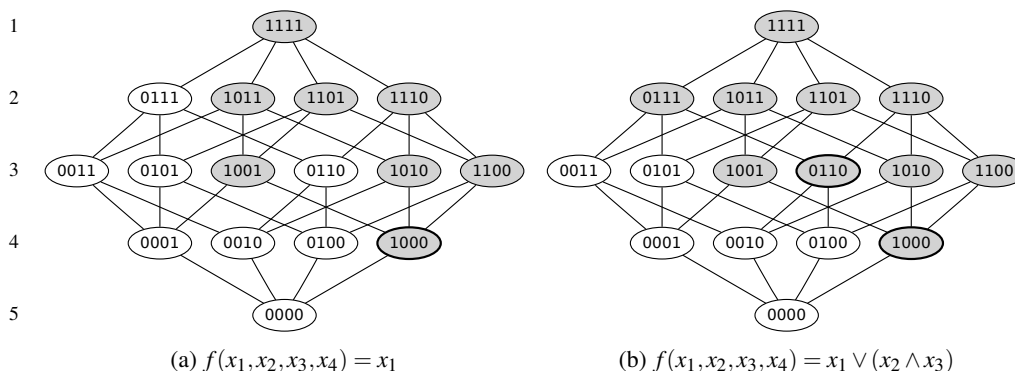 1 1111 1111
2 0111 1011 1101 1110 0111 1011 1101 1110
3 0011 0101 1001 0110 1010 1100 0011 0101 1001 0110 1010 1100
4 0001 0010 0100 1000 0001 0010 0100 1000
5 0000 0000
(a) f(x₁,x₂,x₃,x₄) = x₁ (b) f(x₁,x₂,x₃,x₄) = x₁ ∨ (x₂ ∧ x₃)